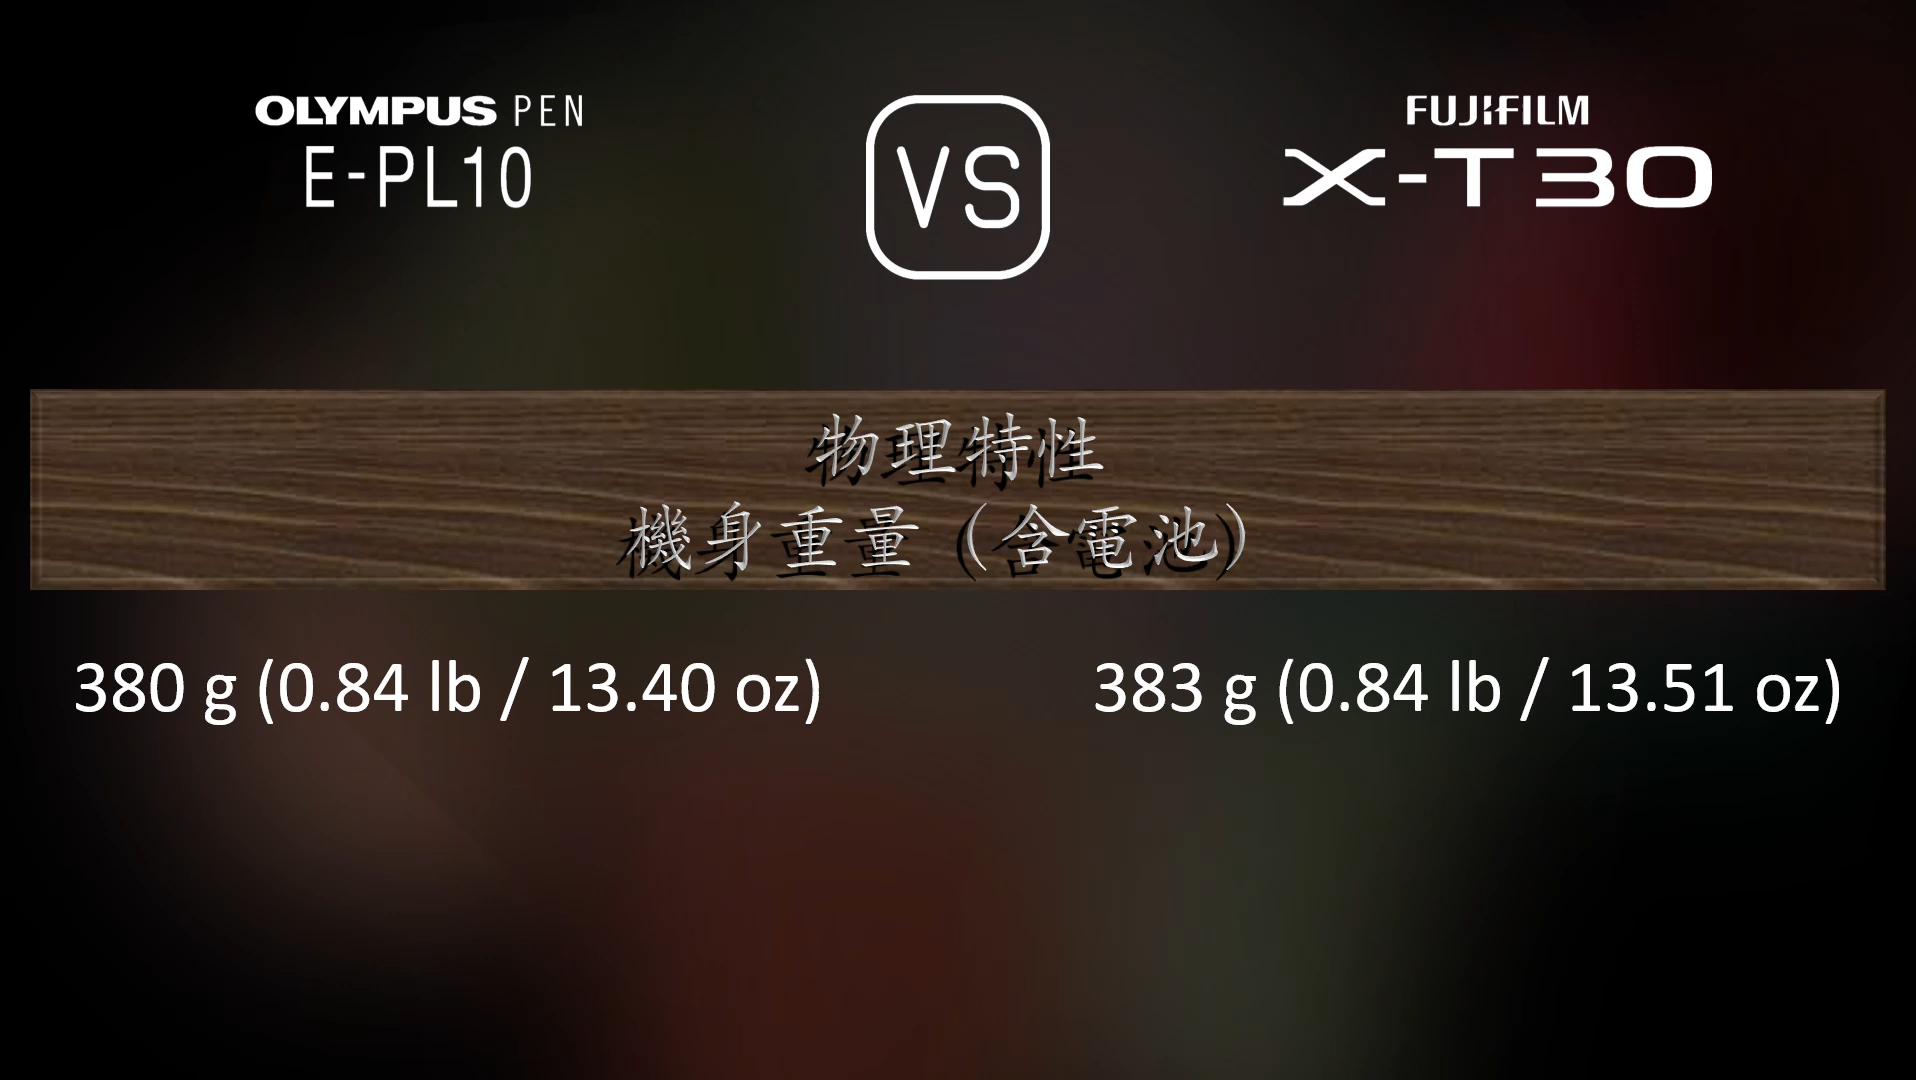 OLYMPUS PEN
E-PL10
VS
FUJIFILM
X-T30
物理特性
機身重量（含電池）
380 g (0.84 lb / 13.40 oz)
383 g (0.84 lb / 13.51 oz)